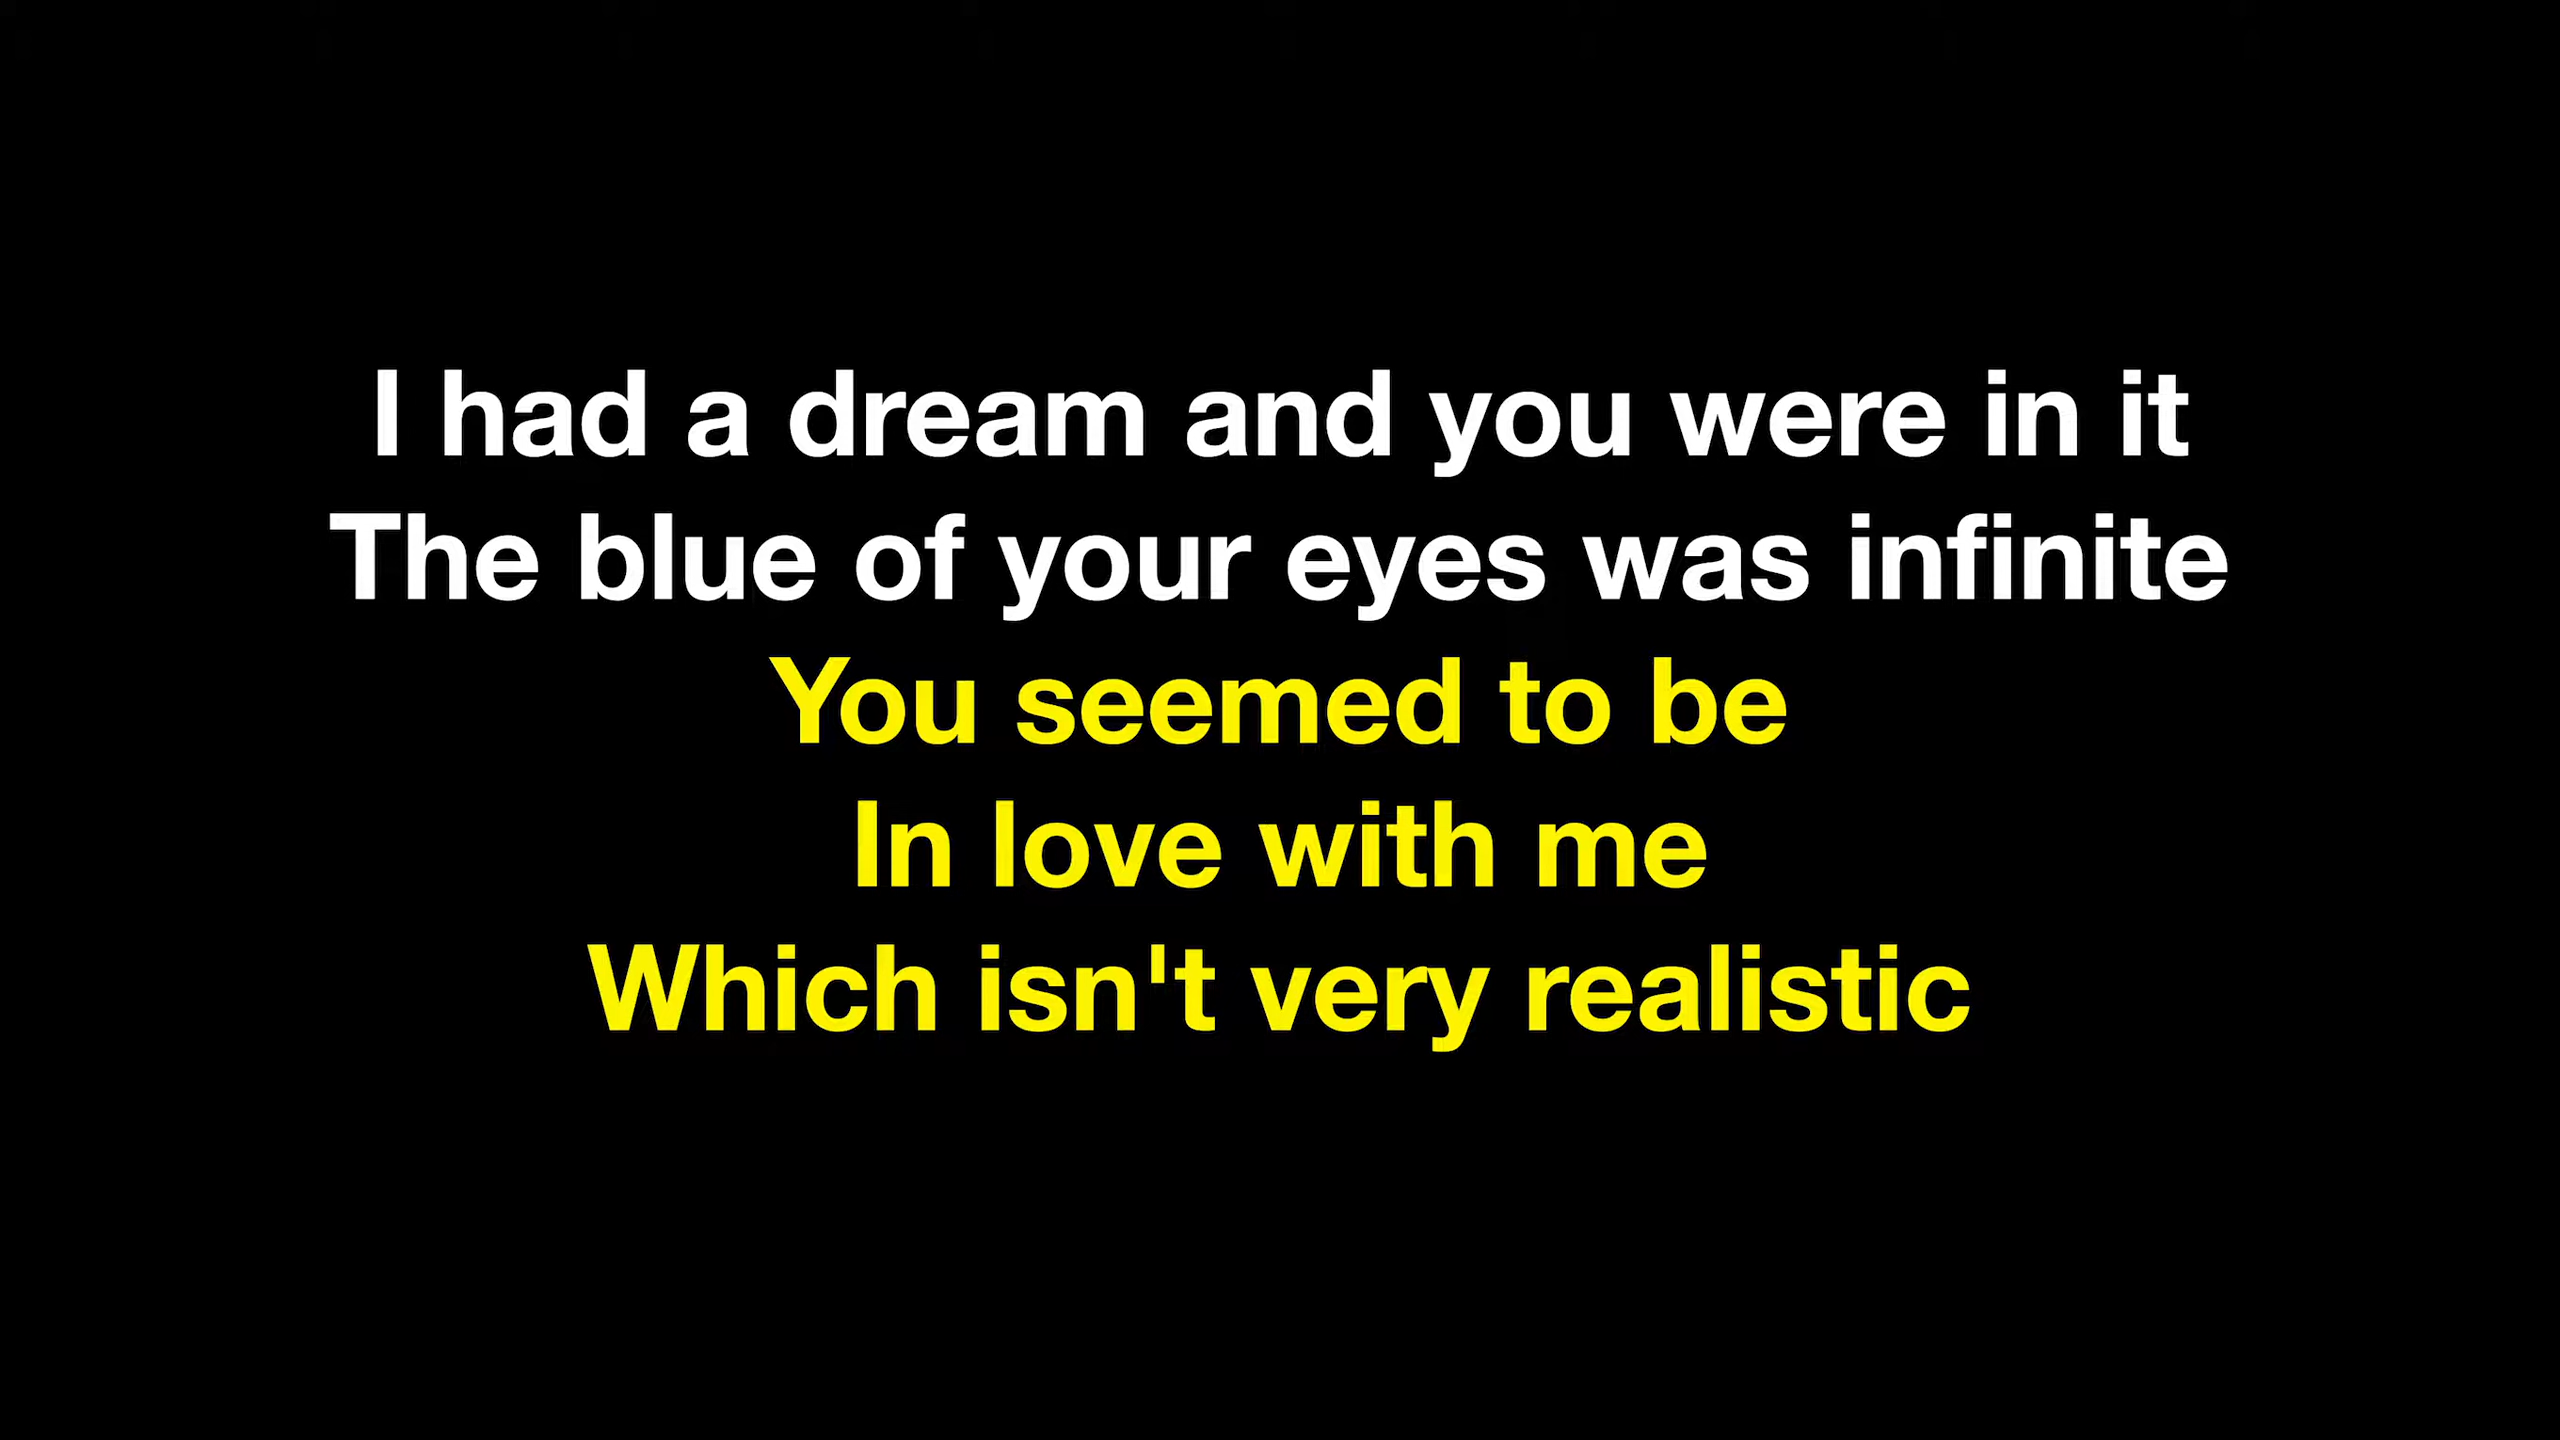 I had a dream and you were in it
The blue of your eyes was infinite
You seemed to be
In love with me
Which isn't very realistic